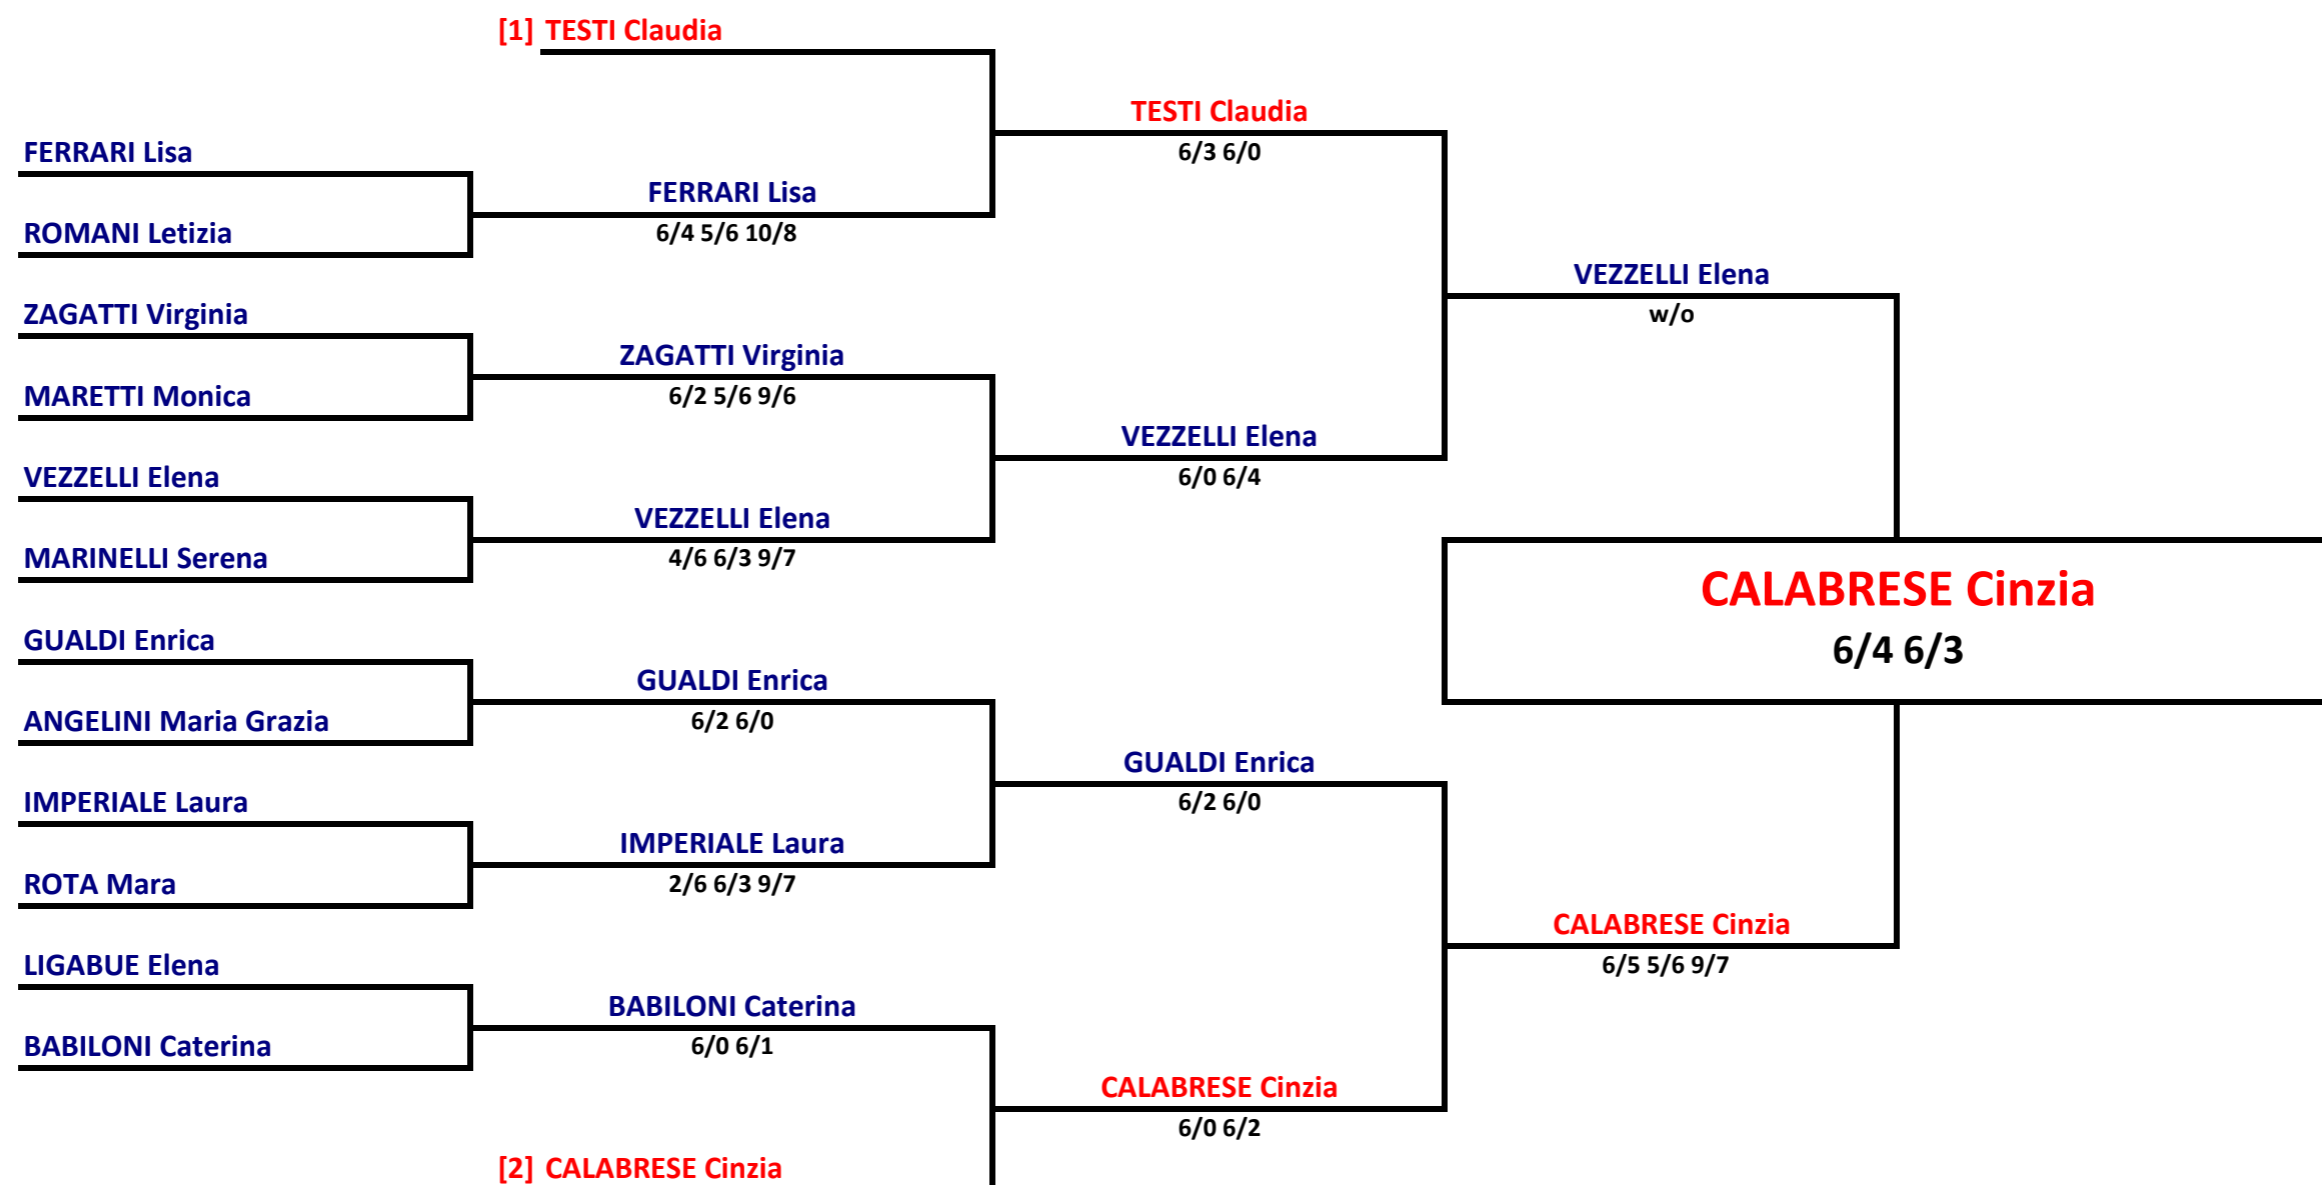 [1] TESTI Claudia
TESTI Claudia
6/3 6/0
FERRARI Lisa
FERRARI Lisa
6/4 5/6 10/8
ROMANI Letizia
VEZZELLI Elena
w/o
ZAGATTI Virginia
ZAGATTI Virginia
6/2 5/6 9/6
MARETTI Monica
VEZZELLI Elena
6/0 6/4
VEZZELLI Elena
VEZZELLI Elena
4/6 6/3 9/7
MARINELLI Serena
CALABRESE Cinzia
6/4 6/3
GUALDI Enrica
GUALDI Enrica
6/2 6/0
ANGELINI Maria Grazia
GUALDI Enrica
6/2 6/0
IMPERIALE Laura
IMPERIALE Laura
2/6 6/3 9/7
ROTA Mara
CALABRESE Cinzia
6/5 5/6 9/7
LIGABUE Elena
BABILONI Caterina
6/0 6/1
BABILONI Caterina
CALABRESE Cinzia
6/0 6/2
[2] CALABRESE Cinzia